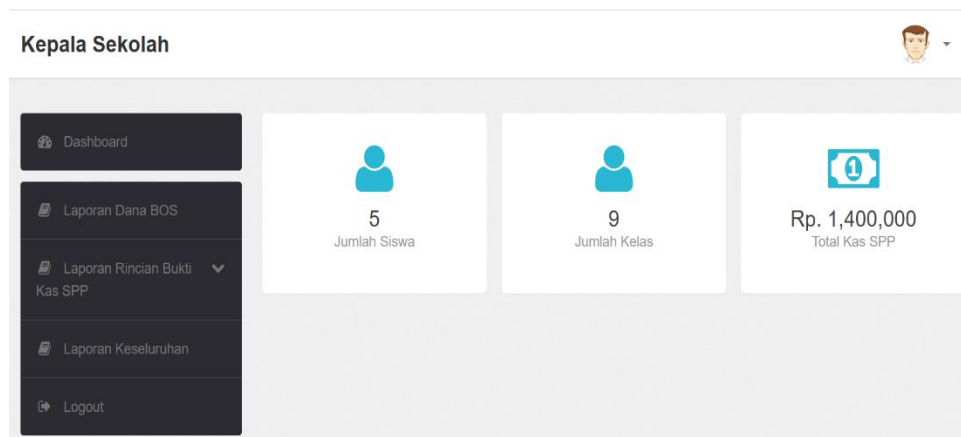 Kepala Sekolah
Dashboard
Laporan Dana BOS
Laporan Rincian Bukti
Kas SPP
Laporan Keseluruhan
Logout
5
Jumlah Siswa
9
Jumlah Kelas
1
Rp. 1,400,000
Total Kas SPP